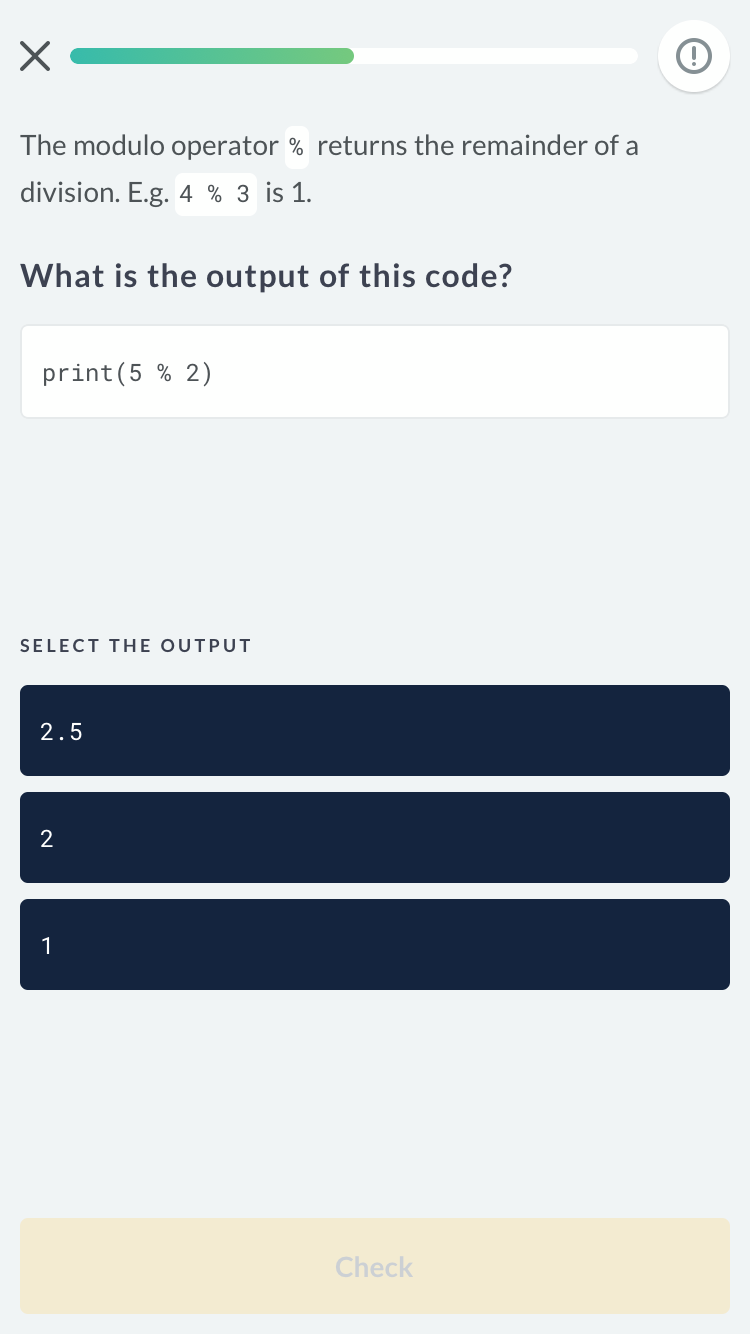 The modulo operator % returns the remainder of a
division. E.g. 4 % 3 is 1.
What is the output of this code?
print(5 % 2)
SELECT THE OUTPUT
2.5
2
1
Check